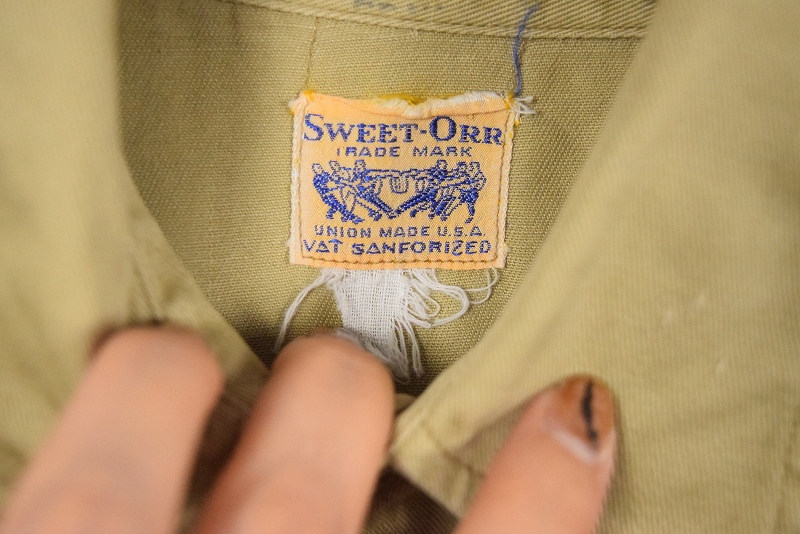 SWEET-ORR
TRADE MARK
UNION MADE U.S.A
VAT SANFORIZED